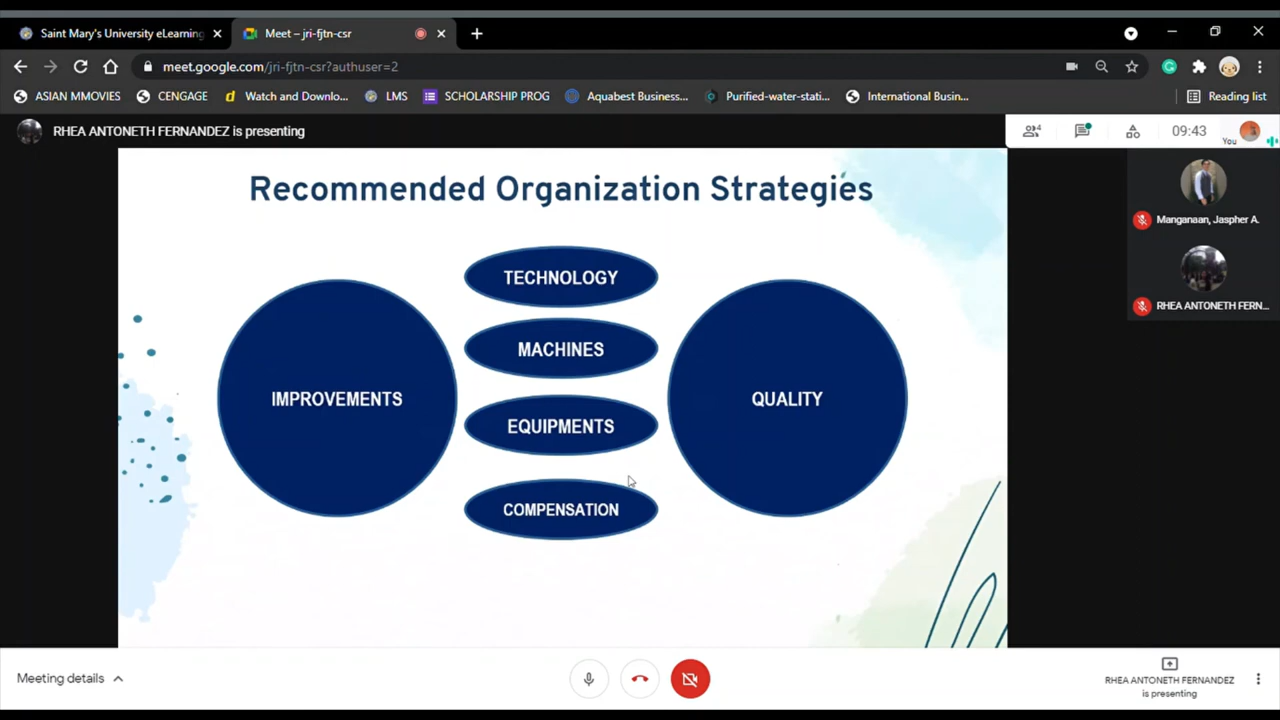 Saint Mary's University eLearning
Meet – jri-fjtn-csr
meet.google.com/jri-fjtn-csr?authuser=2
ASIAN MMOVIES
CENGAGE
Watch and Downlo...
LMS
SCHOLARSHIP PROG
Aquabest Business...
Purified-water-stati...
International Busin...
Reading list
RHEA ANTONETH FERNANDEZ is presenting
4
09:43
You
Recommended Organization Strategies
Manganaan, Jaspher A.
RHEA ANTONETH FERN...
IMPROVEMENTS
TECHNOLOGY
MACHINES
EQUIPMENTS
COMPENSATION
QUALITY
Meeting details
RHEA ANTONETH FERNANDEZ
is presenting